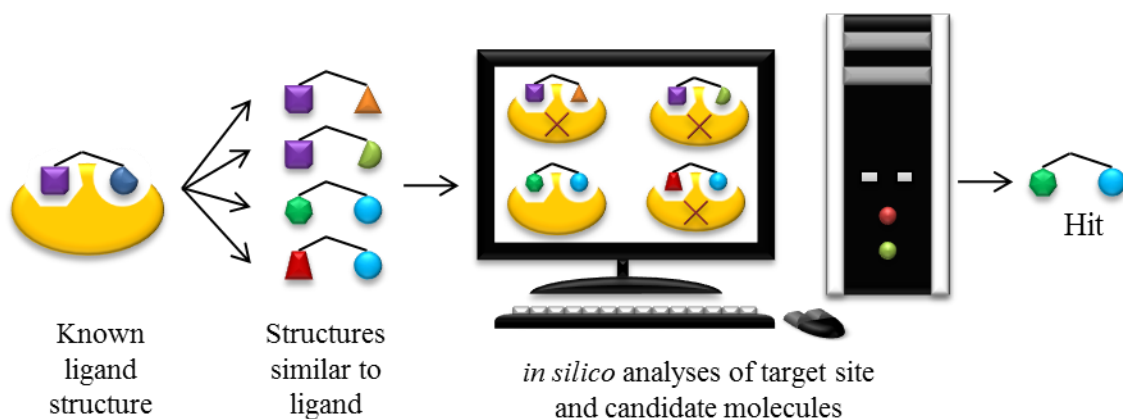 Known
ligand
structure
Structures
similar to
ligand
in silico analyses of target site
and candidate molecules
Hit